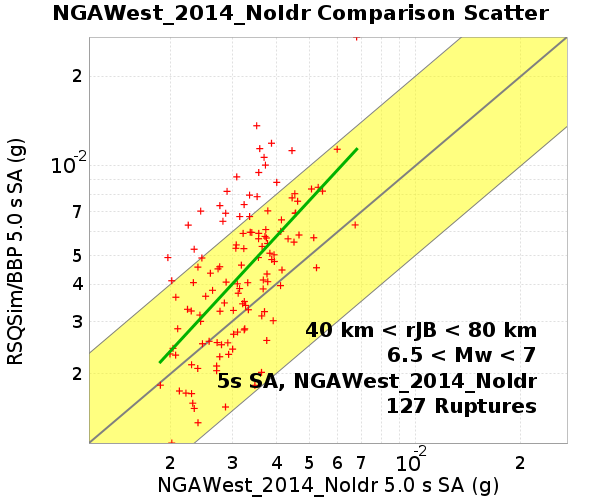 NGAWest_2014_NoIdr Comparison Scatter
RSQSim/BBP 5.0 s SA (g)
2
10-2
7
5
4
3
2
40 km < rJB < 80 km
6.5 < Mw < 7
5s SA, NGAWest_2014_NoIdr
127 Ruptures
2 3 4 5 6 7 10-2 2
NGAWest_2014_NoIdr 5.0 s SA (g)